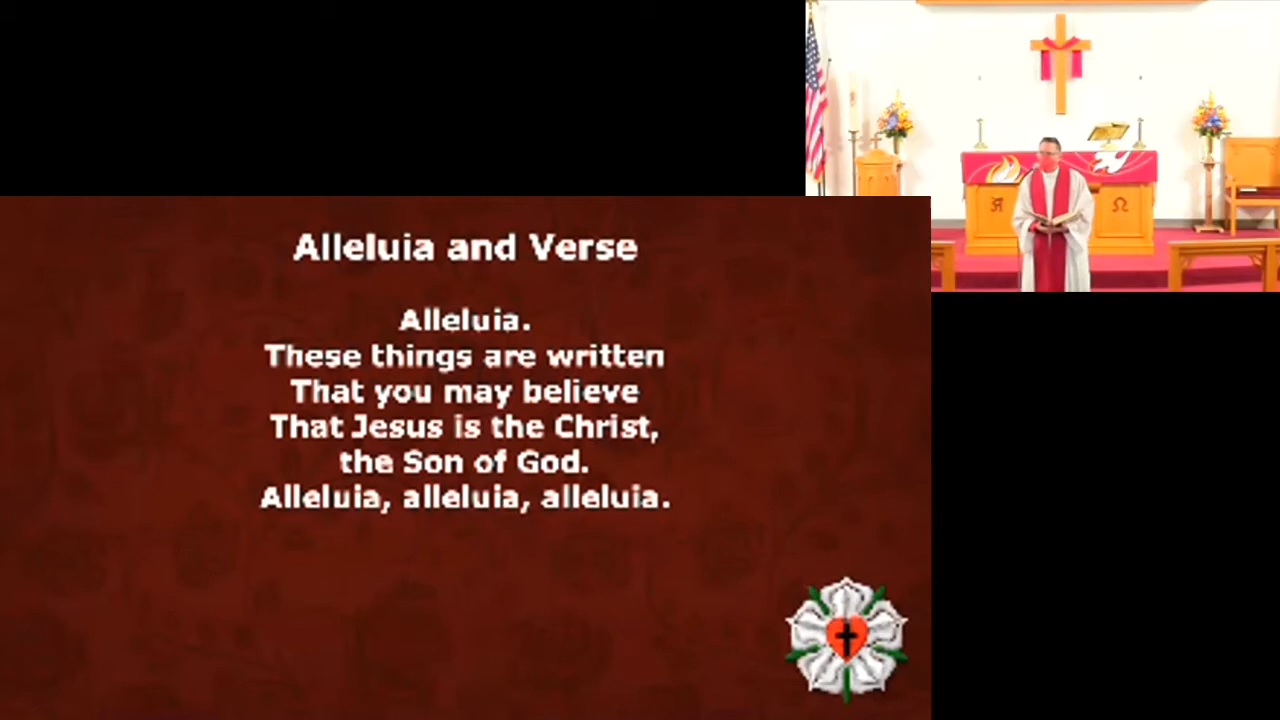 Alleluia and Verse
Alleluia.
These things are written
That you may believe
That Jesus is the Christ,
the Son of God.
Alleluia, alleluia, alleluia.
Α
Ω